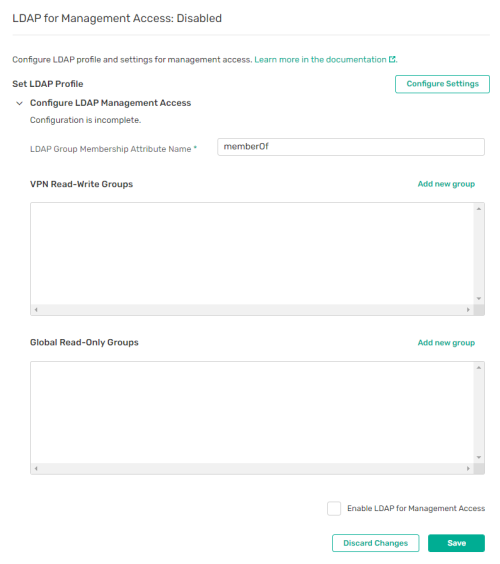 LDAP for Management Access: Disabled
Configure LDAP profile and settings for management access. Learn more in the documentation.
Set LDAP Profile
Configure Settings
Configure LDAP Management Access
Configuration is incomplete.
LDAP Group Membership Attribute Name *
memberOf
VPN Read-Write Groups
Add new group
Global Read-Only Groups
Add new group
Enable LDAP for Management Access
Discard Changes
Save